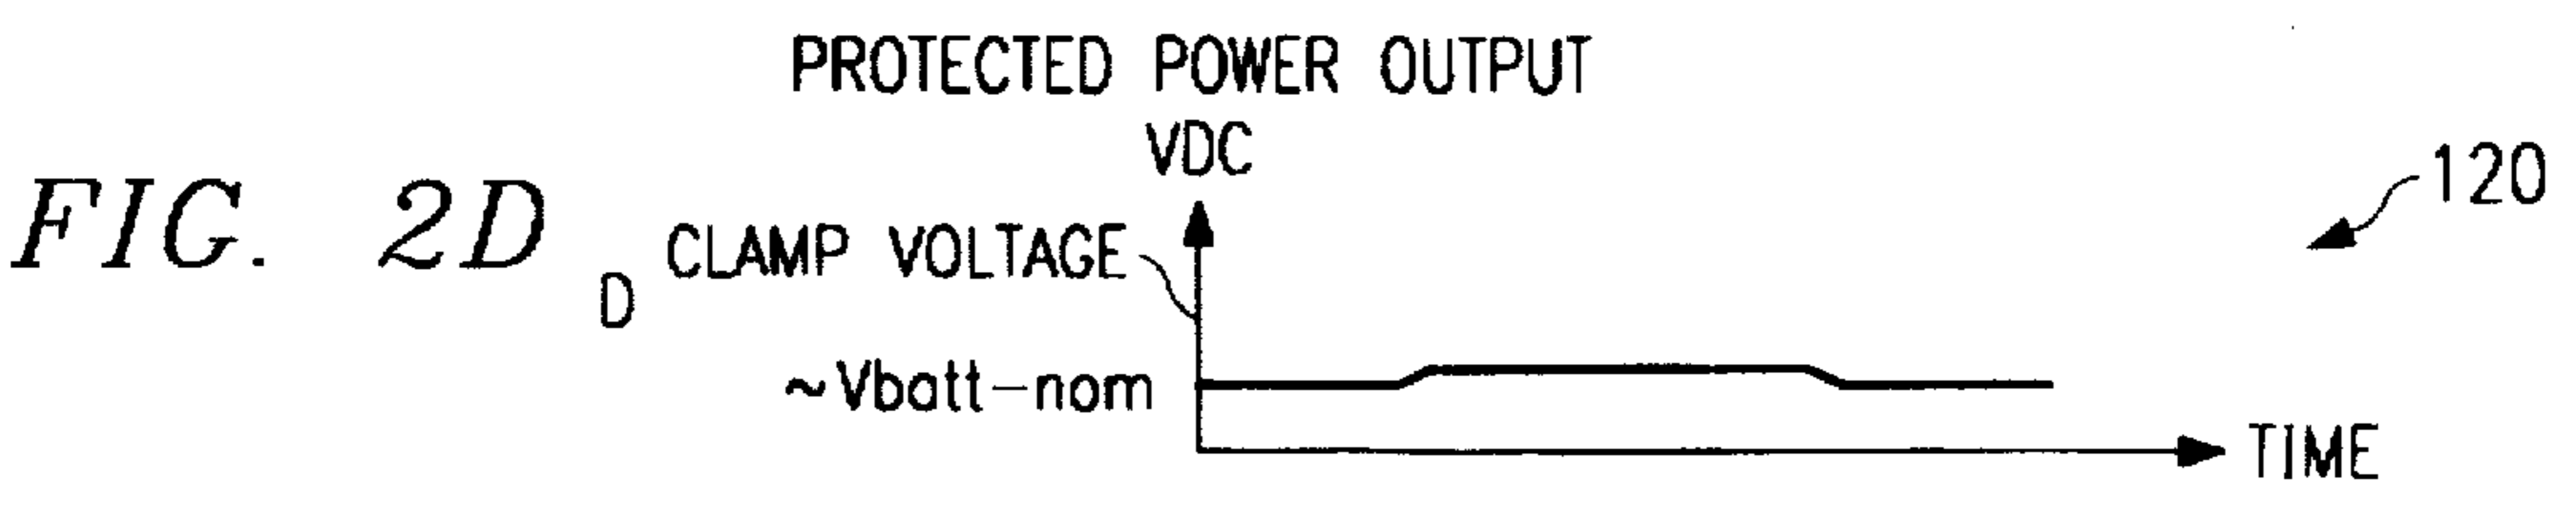 PROTECTED POWER OUTPUT
VDC
120
FIG. 2D
CLAMP VOLTAGE
D
~Vbatt-nom
TIME